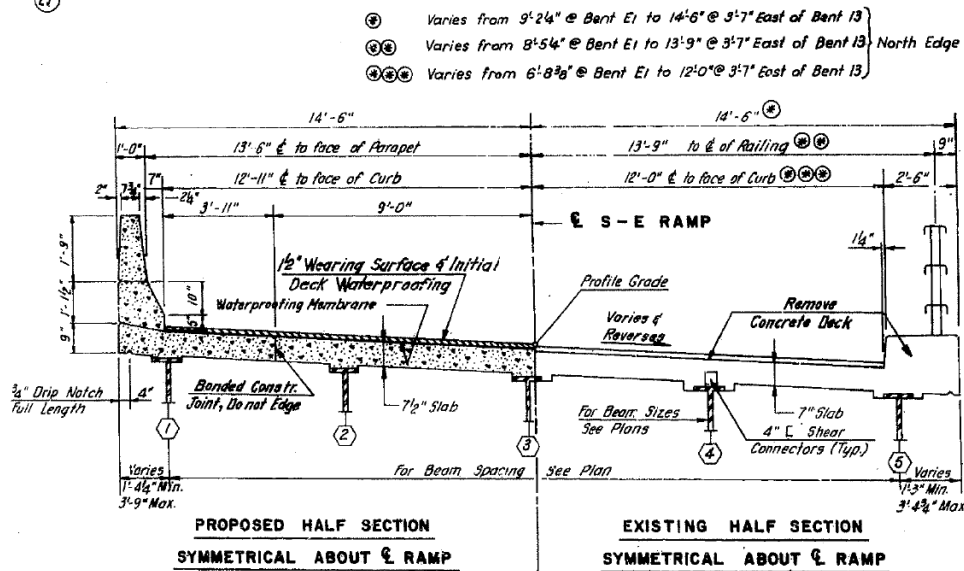 27
✱ Varies from 9'-2¼" @ Bent E1 to 14'-6" @ 3'-7" East of Bent 13
✱✱ Varies from 8'-5¼" @ Bent E1 to 13'-9" @ 3'-7" East of Bent 13 North Edge
✱✱✱ Varies from 6'-8⅜" @ Bent E1 to 12'-0" @ 3'-7" East of Bent 13
14'-6" 14'-6" ✱
1'-0" 13'-6" ℄ to face of Parapet 13'-9" to ℄ of Railing ✱✱ 9"
2" 7¾" 7" 12'-11" ℄ to face of Curb 12'-0" ℄ to face of Curb ✱✱✱ 2'-6"
2¼" 3'-11" 9'-0"
℄ S-E RAMP
1'-9" 1¼"
1½" Wearing Surface & Initial
Deck Waterproofing
Profile Grade
Waterproofing Membrane
1'-1½" 10"
Varies &
Reverses
Remove
Concrete Deck
9"
¾" Drip Notch
Full Length
4"
Bonded Constr.
Joint, Do not Edge
7½" Slab
For Beam Sizes
See Plans
7" Slab
4" [ Shear
Connectors (Typ.)
1 2 3 4 5
Varies
1'-4¼" Min.
3'-9" Max.
For Beam Spacing See Plan
Varies
1'-3" Min.
3'-4¾" Max
PROPOSED HALF SECTION
SYMMETRICAL ABOUT ℄ RAMP
EXISTING HALF SECTION
SYMMETRICAL ABOUT ℄ RAMP